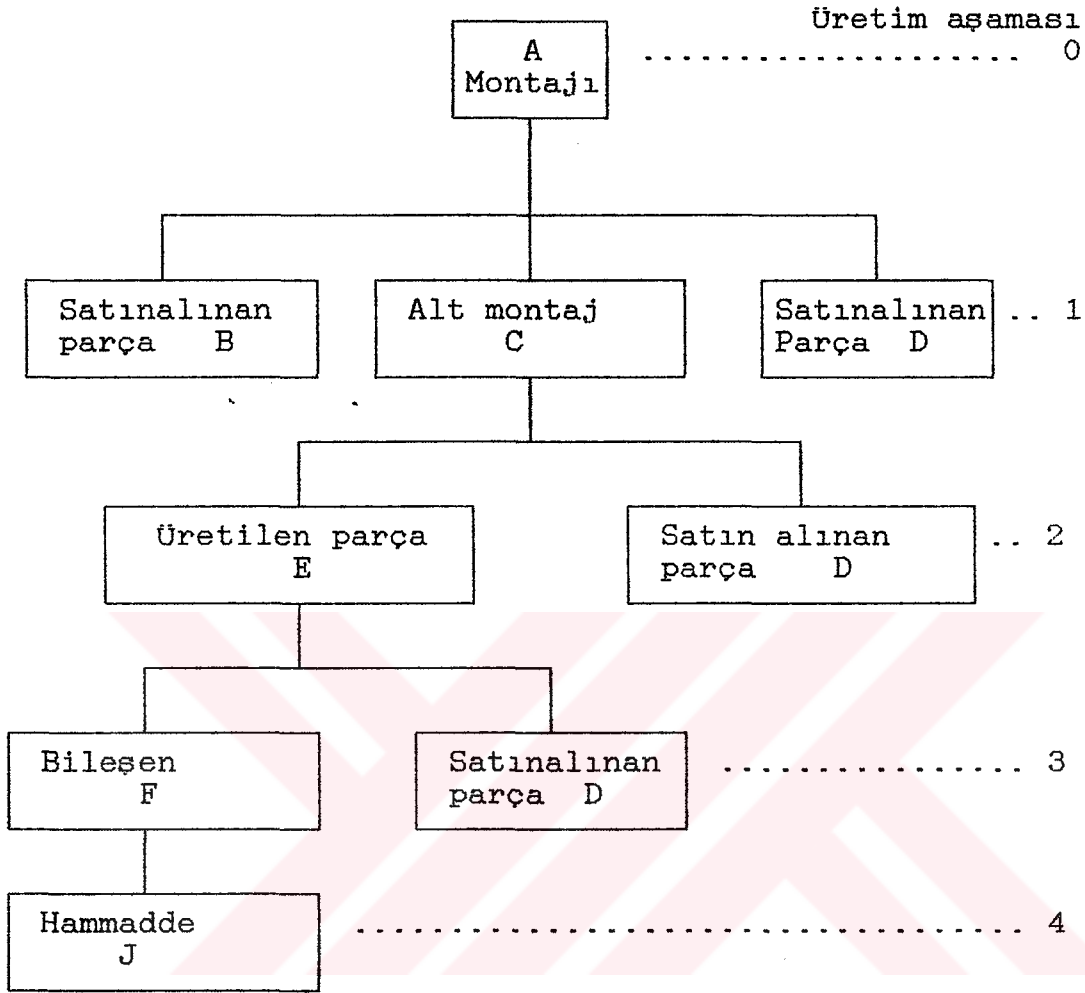 Üretim aşaması
A
Montajı
..................... 0
Satınalınan
parça B
Alt montaj
C
Satınalınan
Parça D
.. 1
Üretilen parça
E
Satın alınan
parça D
.. 2
Bileşen
F
Satınalınan
parça D
................ 3
Hammadde
J
................................... 4